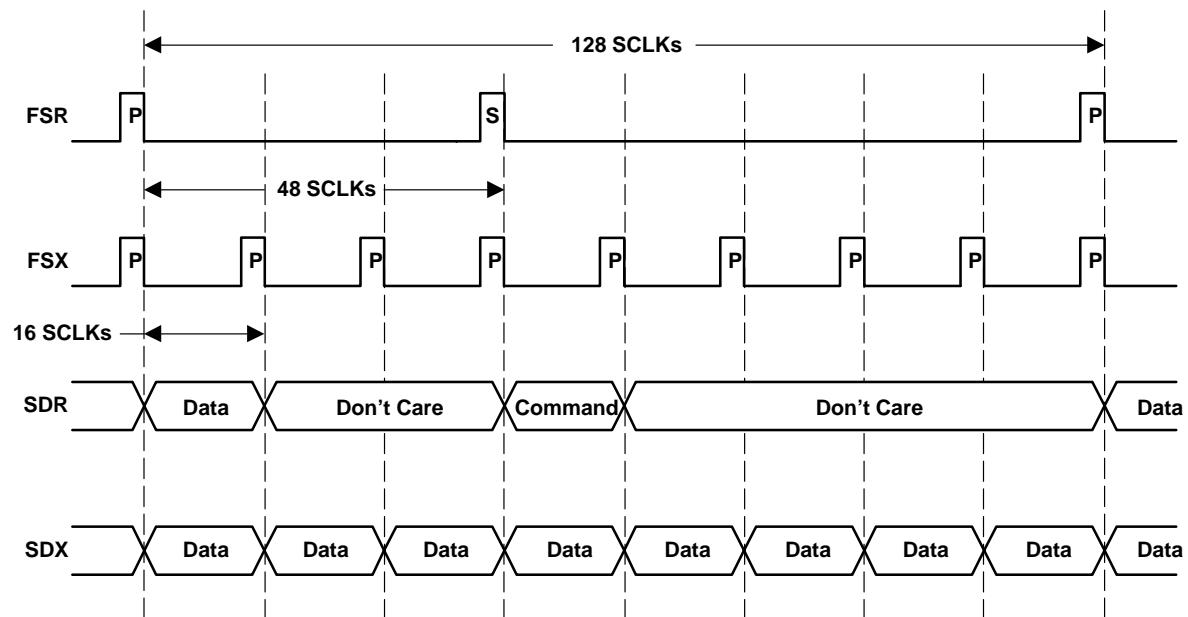 128 SCLKs
FSR P S P
48 SCLKs
FSX P P P P P P P P P
16 SCLKs
SDR Data Don’t Care Command Don’t Care Data
SDX Data Data Data Data Data Data Data Data Data